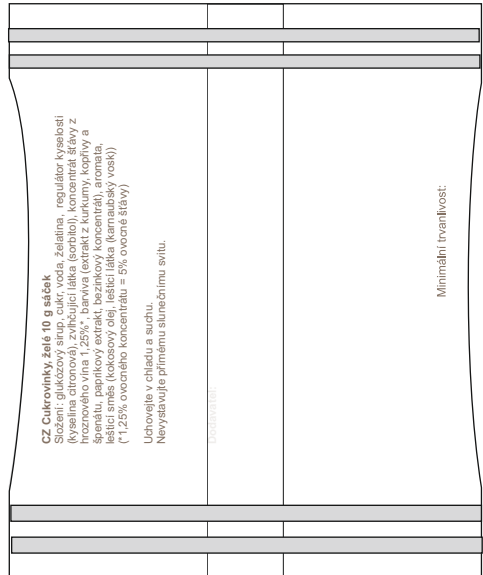 CZ Cukrovinky, želé 10 g sáček
Složení: glukózový sirup, cukr, voda, želatina, regulátor kyselosti
(kyselina citronová), zvlhčující látka (sorbitol), koncentrát šťávy z
hroznového vína 1,25%*, barviva (extrakt z kurkumy, kopřivy a
špenátu, paprikový extrakt, bezinkový koncentrát), aromata,
lešticí směs (kokosový olej, lešticí látka (karnaubský vosk))
(*1,25% ovocného koncentrátu = 5% ovocné šťávy)
Uchovejte v chladu a suchu.
Nevystavujte přímému slunečnímu svitu.
Dodavatel:
Minimální trvanlivost: